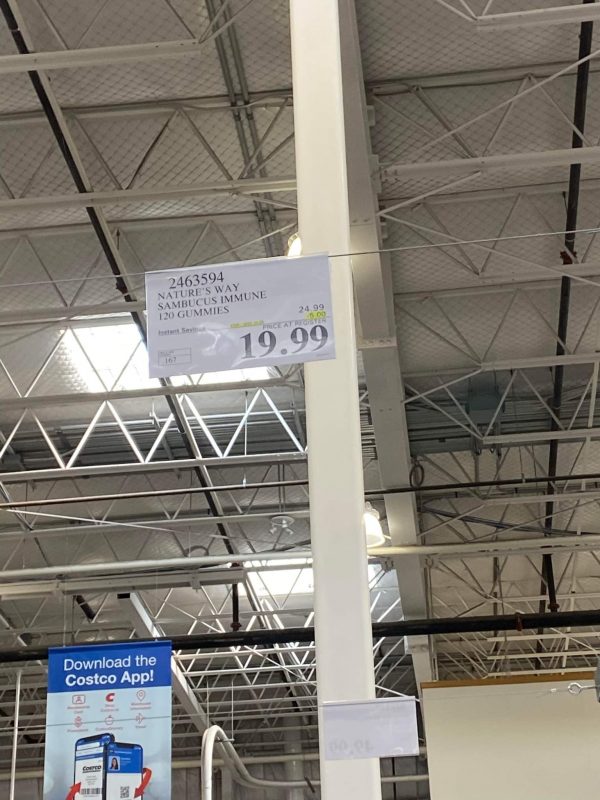 2463594
NATURE'S WAY
SAMBUCUS IMMUNE
120 GUMMIES
24.99
Instant Savings
5.00
PRICE AT REGISTER
19.99
167
Download the
Costco App!
COSTCO